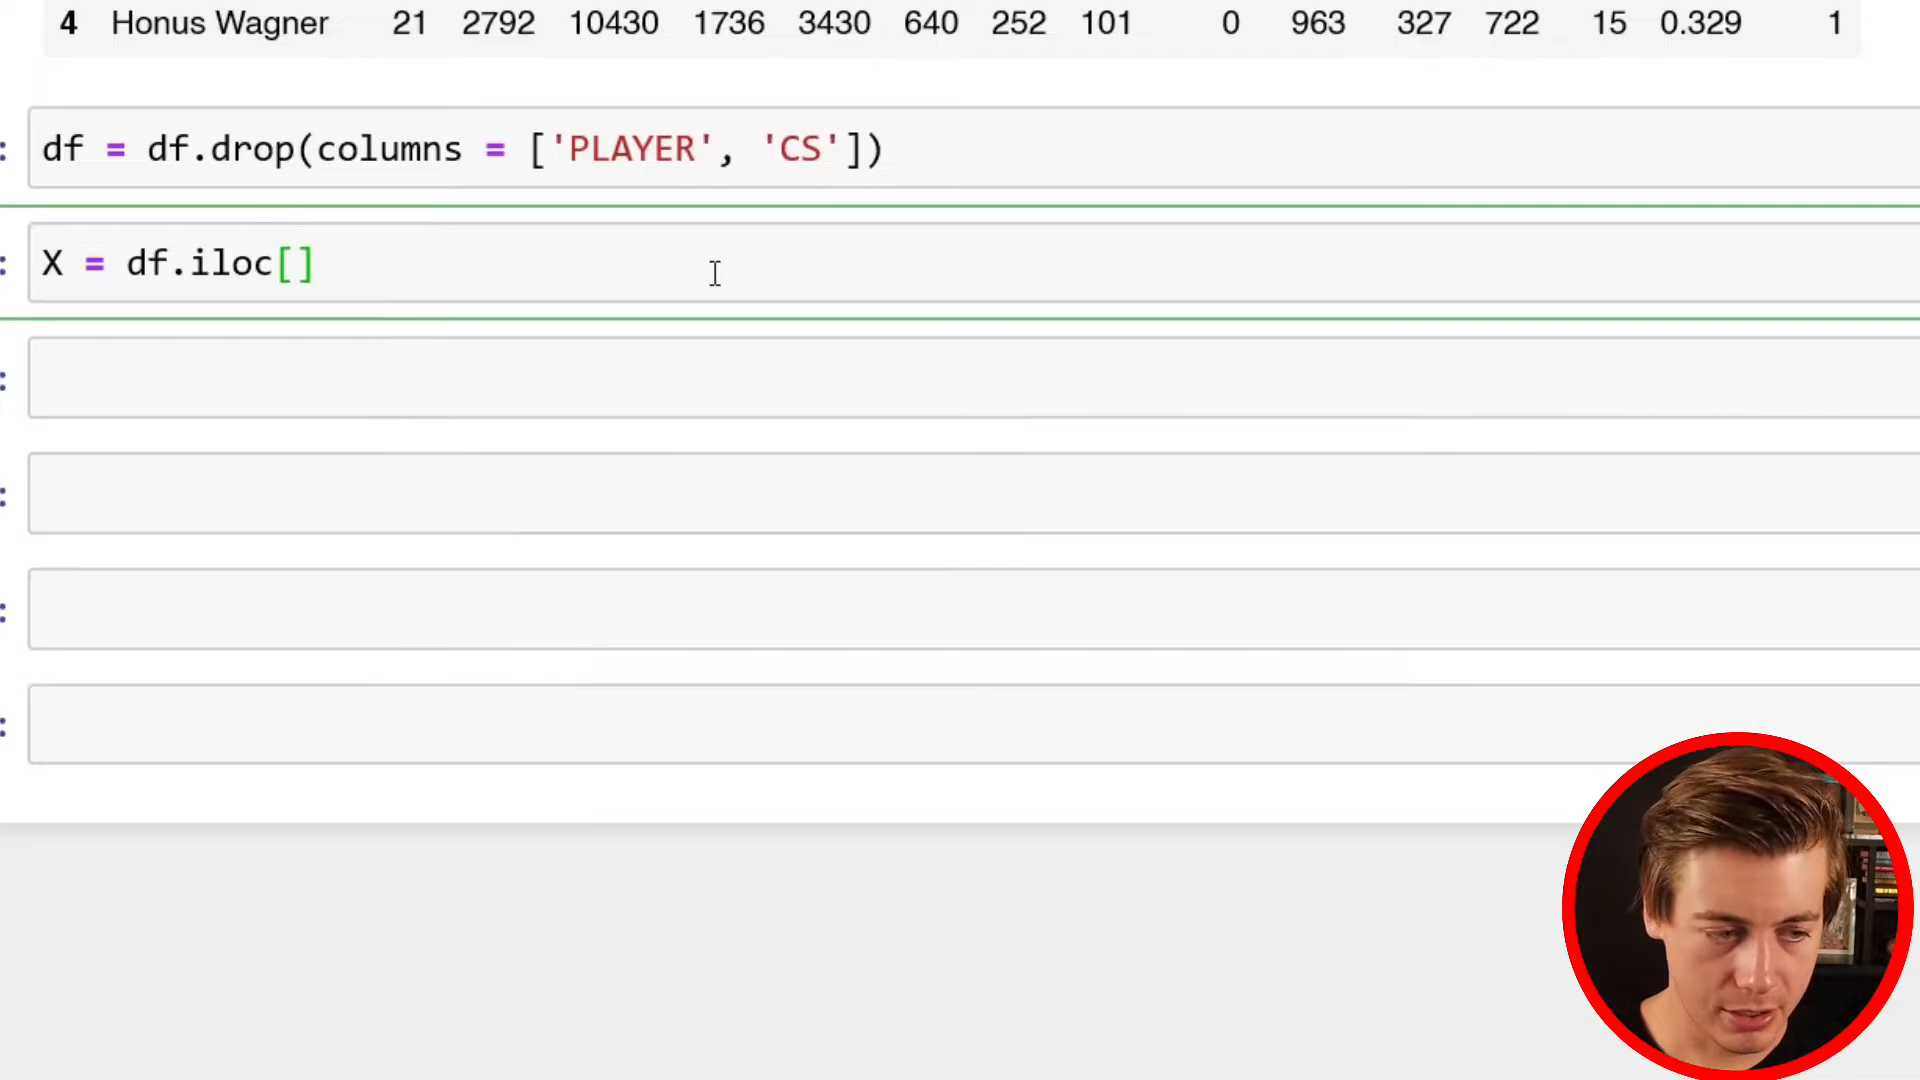 4 Honus Wagner 21 2792 10430 1736 3430 640 252 101 0 963 327 722 15 0.329 1
: df = df.drop(columns = ['PLAYER', 'CS'])
: X = df.iloc[]
:
:
:
: